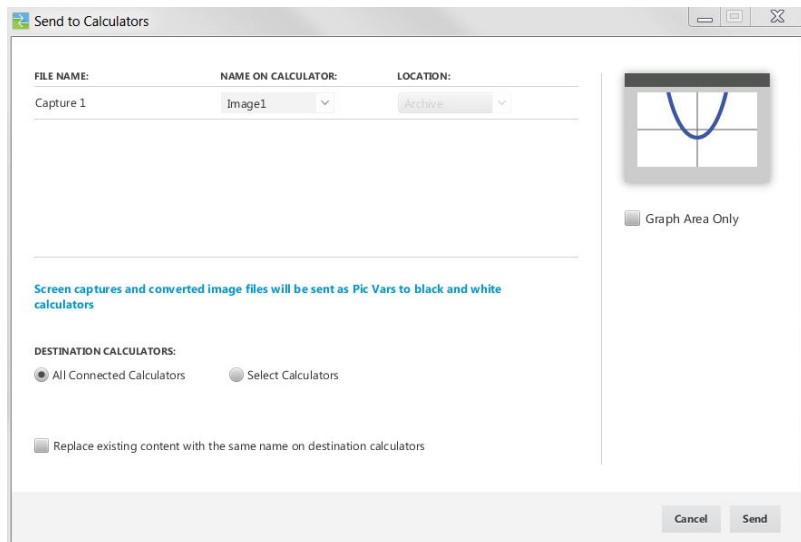 Send to Calculators
FILE NAME: NAME ON CALCULATOR: LOCATION:
Capture 1 Image1 Archive
Graph Area Only
Screen captures and converted image files will be sent as Pic Vars to black and white
calculators
DESTINATION CALCULATORS:
All Connected Calculators Select Calculators
Replace existing content with the same name on destination calculators
Cancel Send